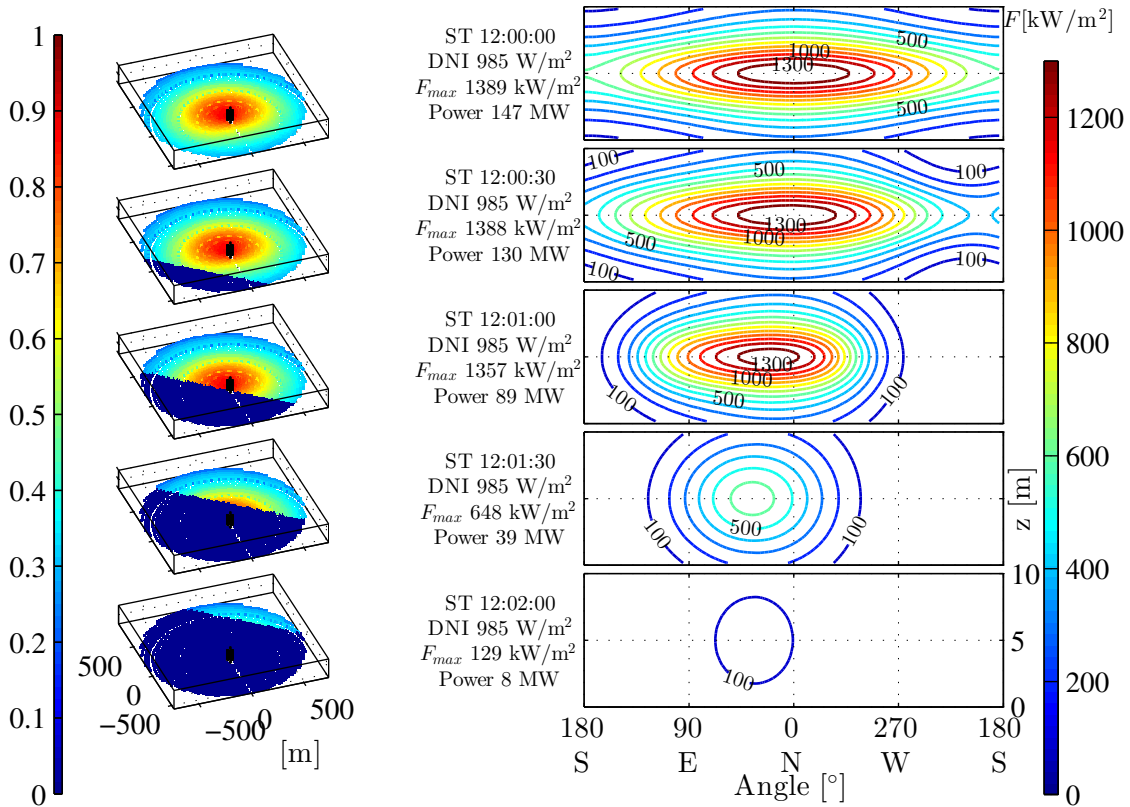 1
0.9
0.8
0.7
0.6
0.5
0.4
0.3
0.2
0.1
0
500
0
−500
−500
0
500
[m]
ST 12:00:00
DNI 985 W/m²
Fmax 1389 kW/m²
Power 147 MW
ST 12:00:30
DNI 985 W/m²
Fmax 1388 kW/m²
Power 130 MW
ST 12:01:00
DNI 985 W/m²
Fmax 1357 kW/m²
Power 89 MW
ST 12:01:30
DNI 985 W/m²
Fmax 648 kW/m²
Power 39 MW
ST 12:02:00
DNI 985 W/m²
Fmax 129 kW/m²
Power 8 MW
500
1000
1300
500
100
500
100
1300
1000
500
100
100
1300
1000
500
100
100
500
100
100
100
z [m]
10
5
0
180 90 0 270 180
S E N W S
Angle [°]
F[kW/m²]
1200
1000
800
600
400
200
0